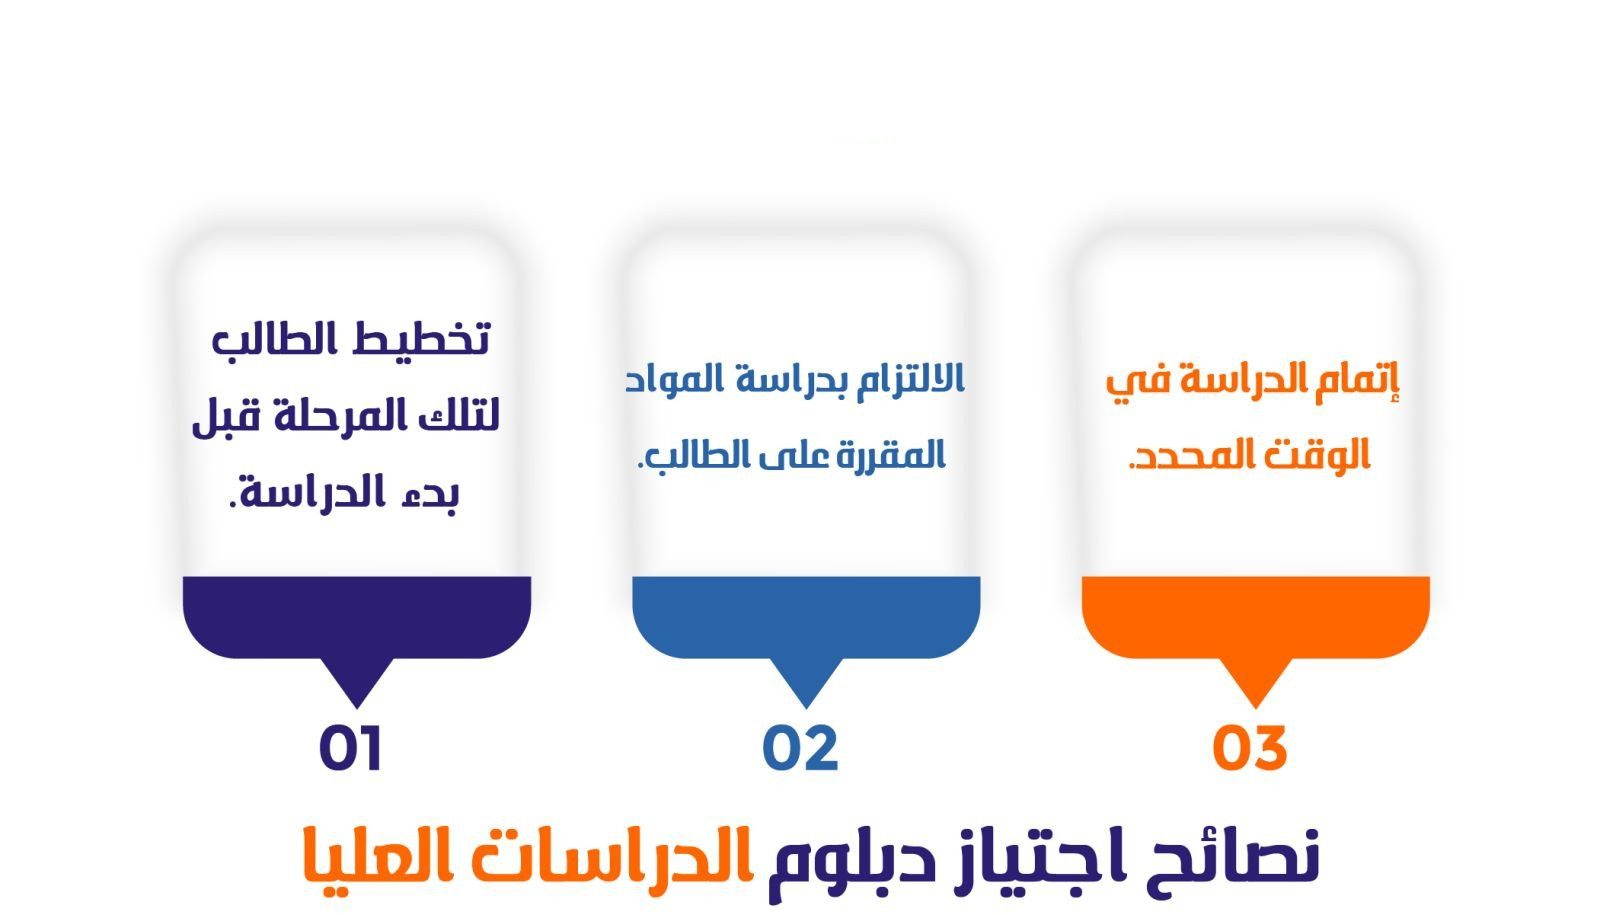 تخطيط الطالب
لتلك المرحلة قبل
بدء الدراسة.
01
الالتزام بدراسة المواد
المقررة على الطالب.
02
إتمام الدراسة في
الوقت المحدد.
03
نصائح اجتياز دبلوم الدراسات العليا